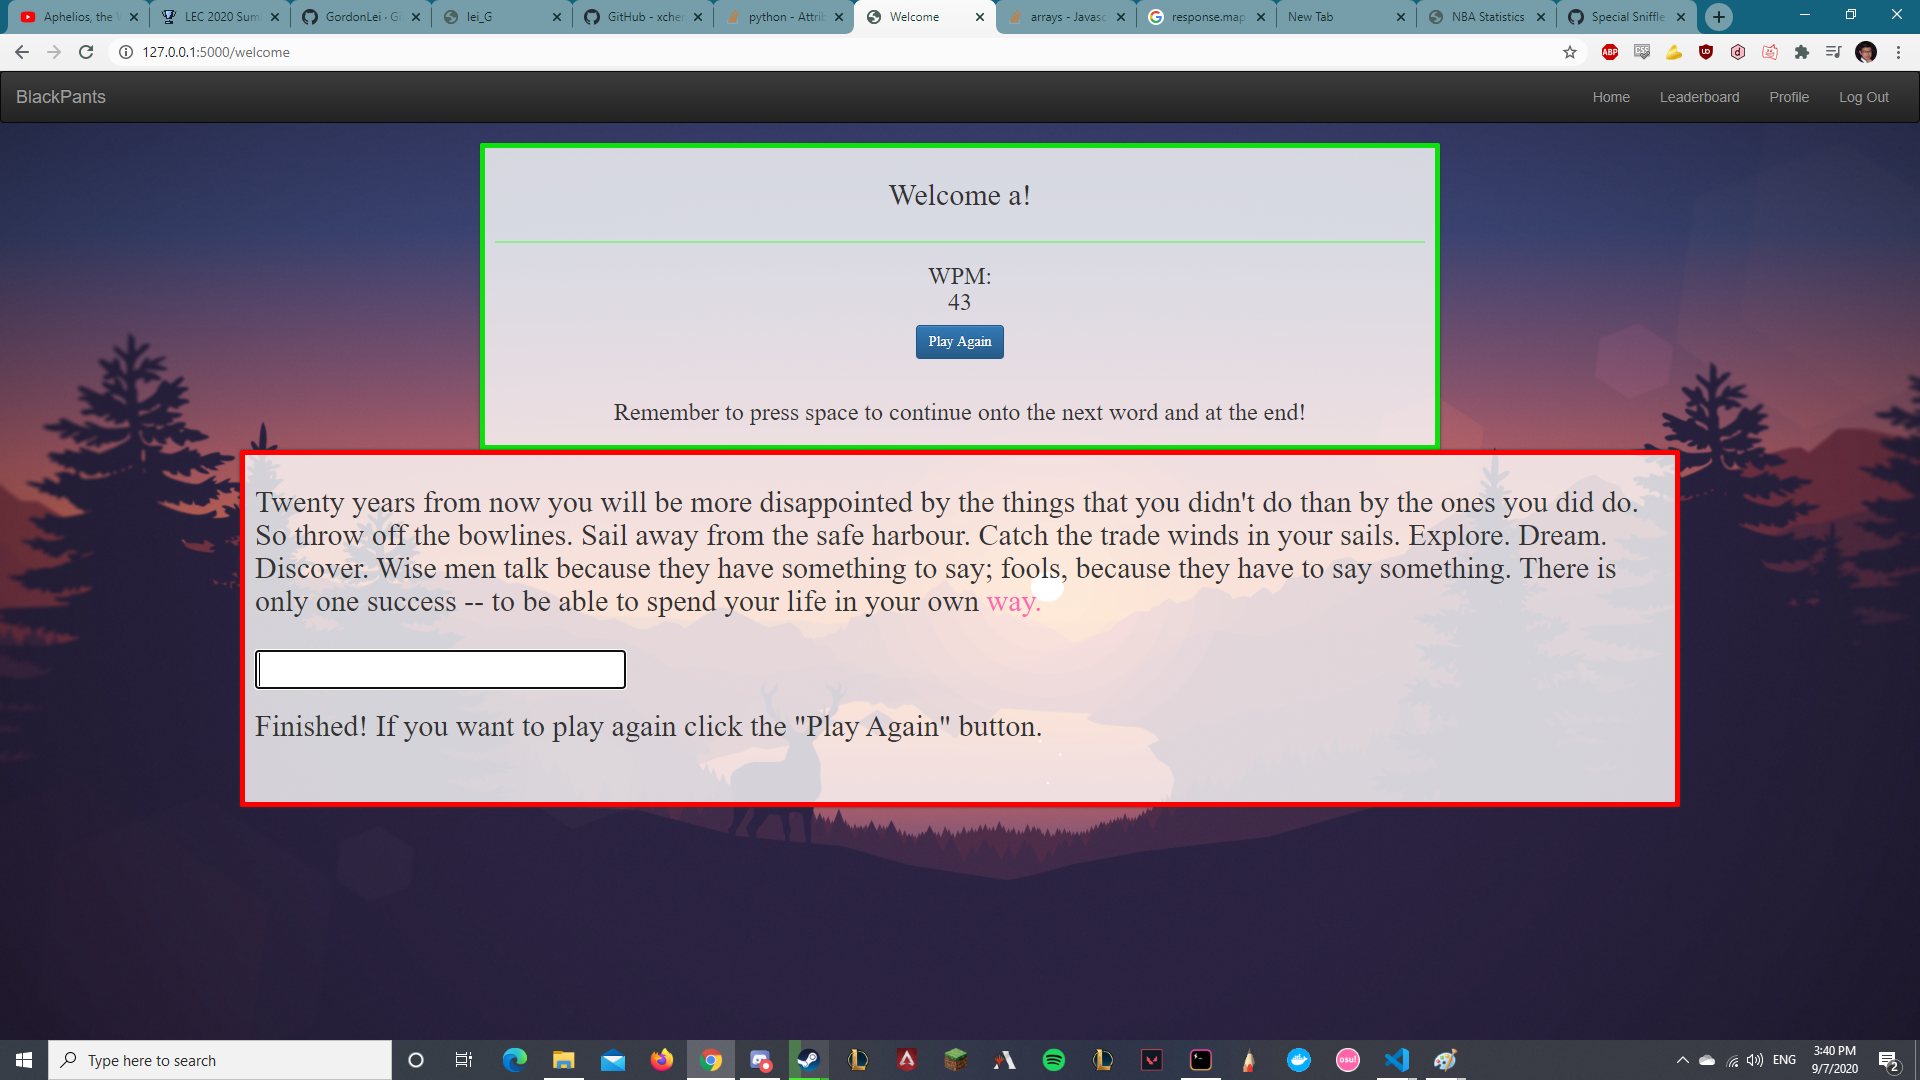 Aphelios, the
LEC 2020 Sum
GordonLei · G
lei_G
GitHub - xche
python - Attrib
Welcome
arrays - Javasc
response.map
New Tab
NBA Statistics
Special Sniffle
127.0.0.1:5000/welcome
ABP
BlackPants
Home
Leaderboard
Profile
Log Out
Welcome a!
WPM:
43
Play Again
Remember to press space to continue onto the next word and at the end!
Twenty years from now you will be more disappointed by the things that you didn't do than by the ones you did do.
So throw off the bowlines. Sail away from the safe harbour. Catch the trade winds in your sails. Explore. Dream.
Discover. Wise men talk because they have something to say; fools, because they have to say something. There is
only one success -- to be able to spend your life in your own way.
Finished! If you want to play again click the "Play Again" button.
Type here to search
osu!
ENG
3:40 PM
9/7/2020
2